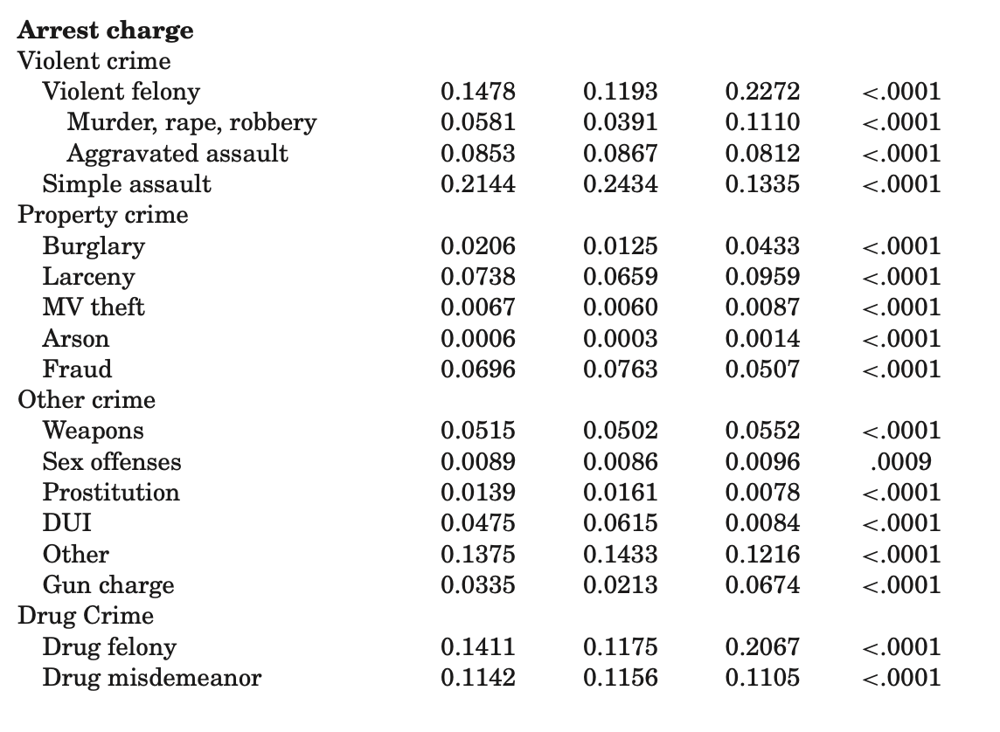 Arrest charge
Violent crime
Violent felony 0.1478 0.1193 0.2272 <.0001
Murder, rape, robbery 0.0581 0.0391 0.1110 <.0001
Aggravated assault 0.0853 0.0867 0.0812 <.0001
Simple assault 0.2144 0.2434 0.1335 <.0001
Property crime
Burglary 0.0206 0.0125 0.0433 <.0001
Larceny 0.0738 0.0659 0.0959 <.0001
MV theft 0.0067 0.0060 0.0087 <.0001
Arson 0.0006 0.0003 0.0014 <.0001
Fraud 0.0696 0.0763 0.0507 <.0001
Other crime
Weapons 0.0515 0.0502 0.0552 <.0001
Sex offenses 0.0089 0.0086 0.0096 .0009
Prostitution 0.0139 0.0161 0.0078 <.0001
DUI 0.0475 0.0615 0.0084 <.0001
Other 0.1375 0.1433 0.1216 <.0001
Gun charge 0.0335 0.0213 0.0674 <.0001
Drug Crime
Drug felony 0.1411 0.1175 0.2067 <.0001
Drug misdemeanor 0.1142 0.1156 0.1105 <.0001